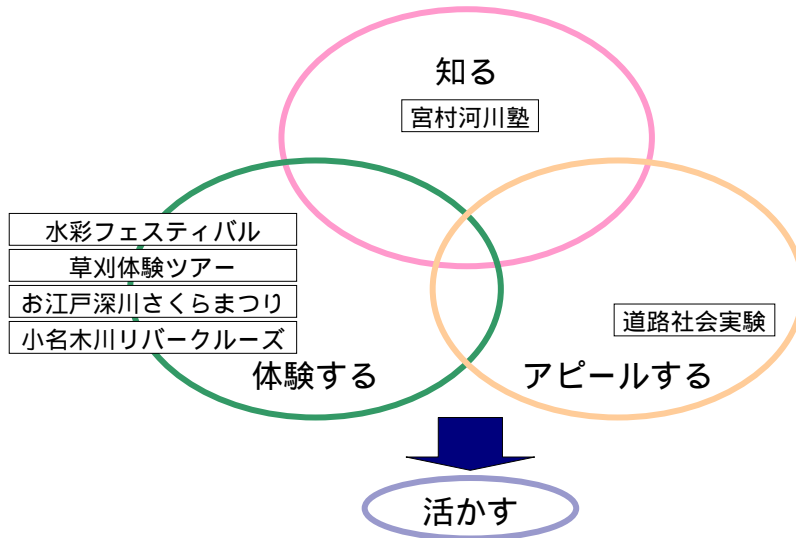 知る
宮村河川塾
水彩フェスティバル
草刈体験ツアー
お江戸深川さくらまつり
小名木川リバークルーズ
道路社会実験
体験する
アピールする
活かす